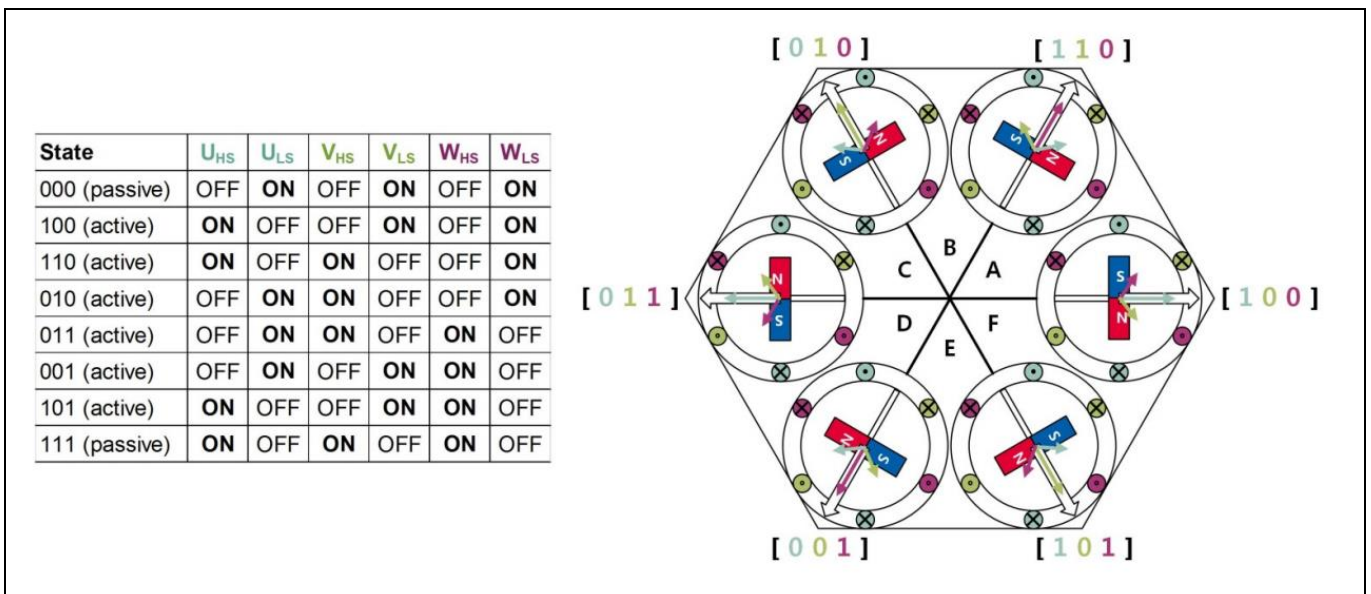 State U_HS U_LS V_HS V_LS W_HS W_LS
000 (passive) OFF ON OFF ON OFF ON
100 (active) ON OFF OFF ON OFF ON
110 (active) ON OFF ON OFF OFF ON
010 (active) OFF ON ON OFF OFF ON
011 (active) OFF ON ON OFF ON OFF
001 (active) OFF ON OFF ON ON OFF
101 (active) ON OFF OFF ON ON OFF
111 (passive) ON OFF ON OFF ON OFF
[ 0 1 0 ] [ 1 1 0 ]
N S
S N
B
C A
[ 0 1 1 ] N S S N [ 1 0 0 ]
D F
E
N S
S N
[ 0 0 1 ] [ 1 0 1 ]